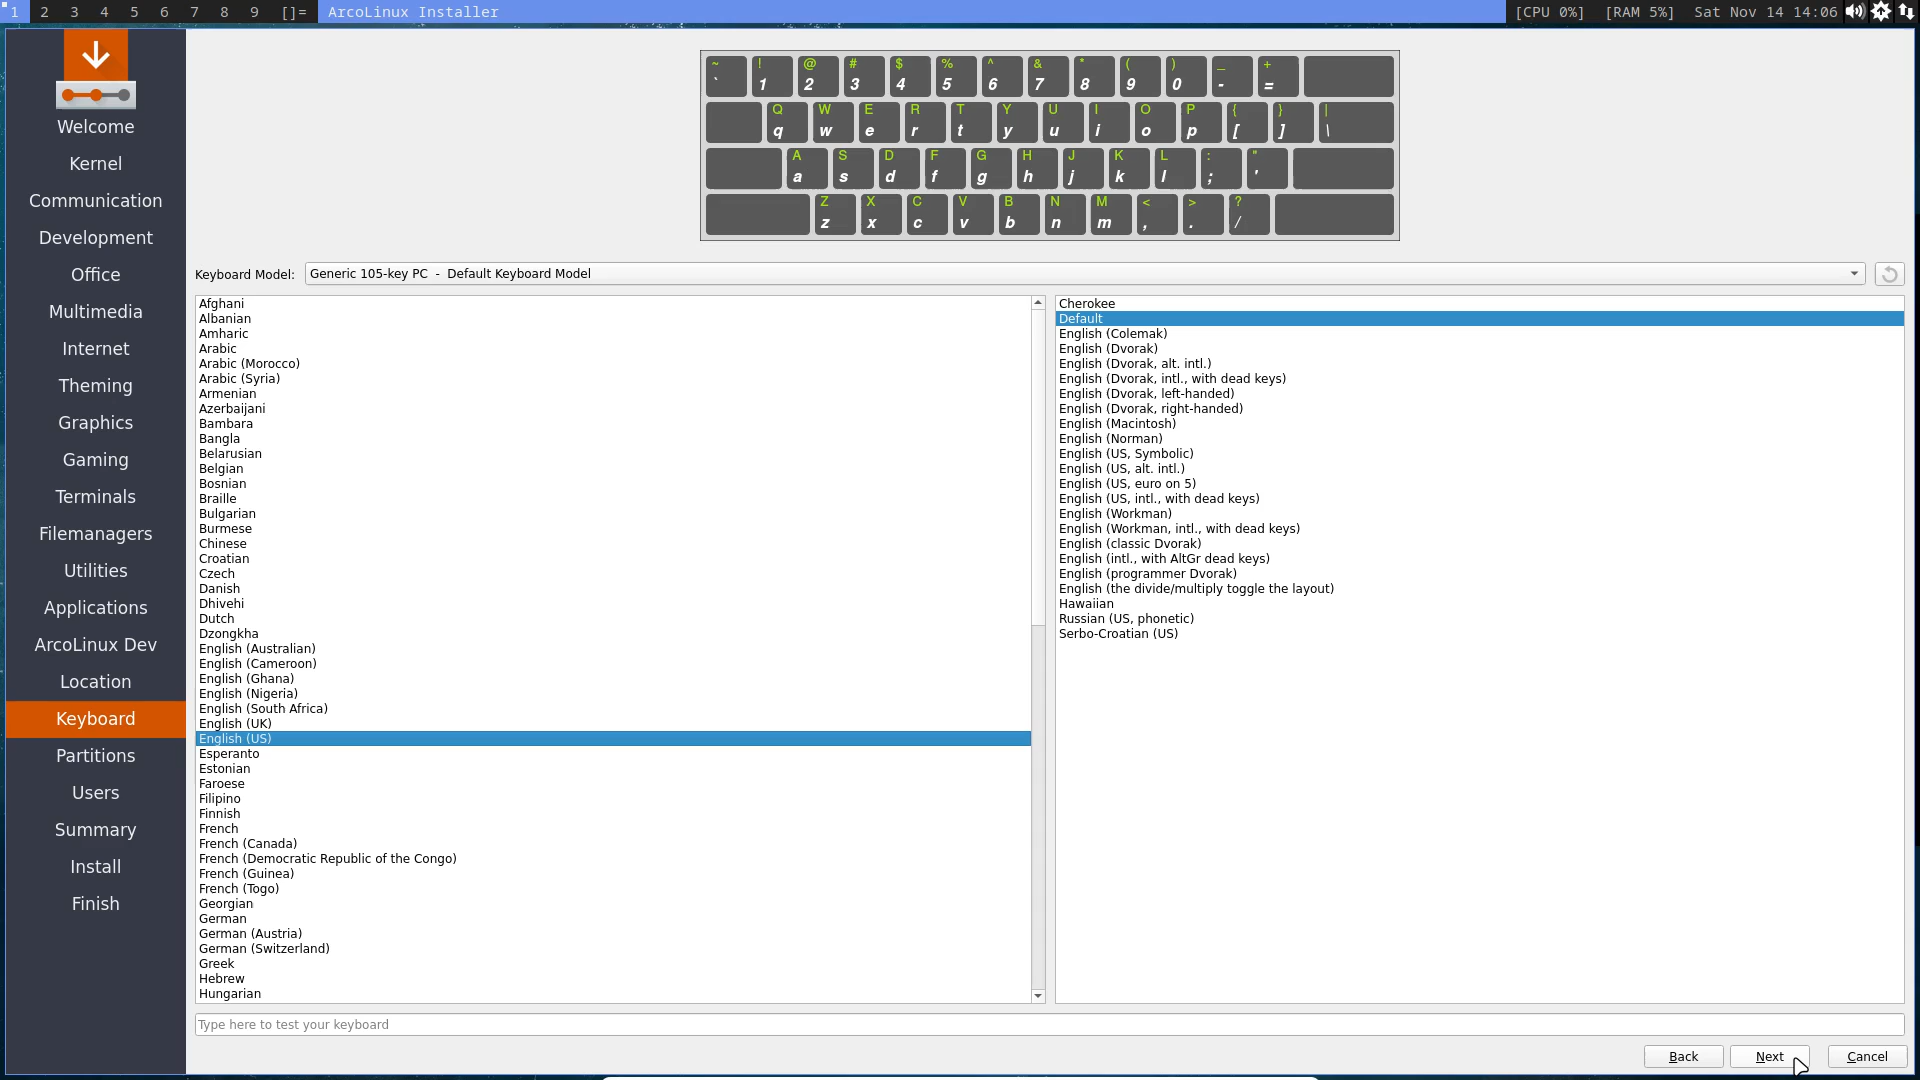 1 2 3 4 5 6 7 8 9 []= ArcoLinux Installer [CPU 0%] [RAM 5%] Sat Nov 14 14:06
Welcome
Kernel
Communication
Development
Office
Multimedia
Internet
Theming
Graphics
Gaming
Terminals
Filemanagers
Utilities
Applications
ArcoLinux Dev
Location
Keyboard
Partitions
Users
Summary
Install
Finish
~ ! @ # $ % ^ & * ( ) _ +
` 1 2 3 4 5 6 7 8 9 0 - =
Q W E R T Y U I O P { } |
q w e r t y u i o p [ ] \
A S D F G H J K L : "
a s d f g h j k l ; '
Z X C V B N M < > ?
z x c v b n m , . /
Keyboard Model: Generic 105-key PC - Default Keyboard Model
Afghani
Albanian
Amharic
Arabic
Arabic (Morocco)
Arabic (Syria)
Armenian
Azerbaijani
Bambara
Bangla
Belarusian
Belgian
Bosnian
Braille
Bulgarian
Burmese
Chinese
Croatian
Czech
Danish
Dhivehi
Dutch
Dzongkha
English (Australian)
English (Cameroon)
English (Ghana)
English (Nigeria)
English (South Africa)
English (UK)
English (US)
Esperanto
Estonian
Faroese
Filipino
Finnish
French
French (Canada)
French (Democratic Republic of the Congo)
French (Guinea)
French (Togo)
Georgian
German
German (Austria)
German (Switzerland)
Greek
Hebrew
Hungarian
Cherokee
Default
English (Colemak)
English (Dvorak)
English (Dvorak, alt. intl.)
English (Dvorak, intl., with dead keys)
English (Dvorak, left-handed)
English (Dvorak, right-handed)
English (Macintosh)
English (Norman)
English (US, Symbolic)
English (US, alt. intl.)
English (US, euro on 5)
English (US, intl., with dead keys)
English (Workman)
English (Workman, intl., with dead keys)
English (classic Dvorak)
English (intl., with AltGr dead keys)
English (programmer Dvorak)
English (the divide/multiply toggle the layout)
Hawaiian
Russian (US, phonetic)
Serbo-Croatian (US)
Type here to test your keyboard
Back Next Cancel